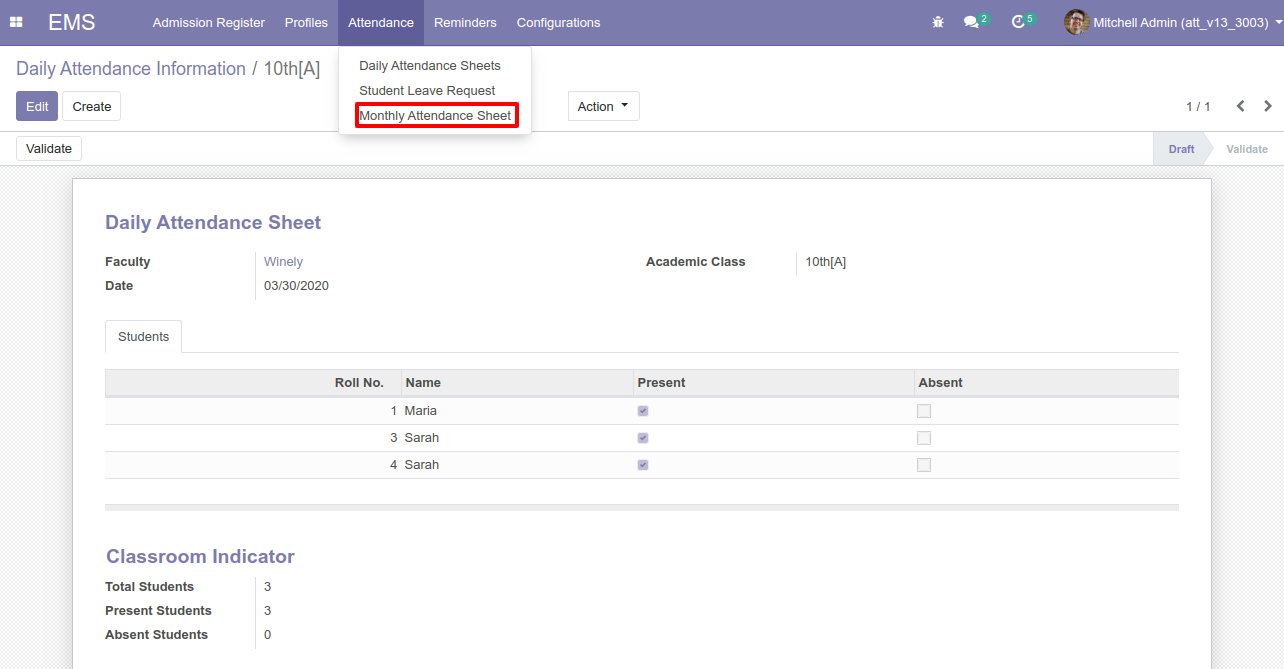 EMS Admission Register Profiles Attendance Reminders Configurations 2 5 Mitchell Admin (att_v13_3003)
Daily Attendance Sheets
Student Leave Request
Monthly Attendance Sheet
Daily Attendance Information / 10th[A]
Edit Create Action 1 / 1
Validate Draft Validate
Daily Attendance Sheet
Faculty Winely Academic Class 10th[A]
Date 03/30/2020
Students
Roll No. Name Present Absent
1 Maria
3 Sarah
4 Sarah
Classroom Indicator
Total Students 3
Present Students 3
Absent Students 0